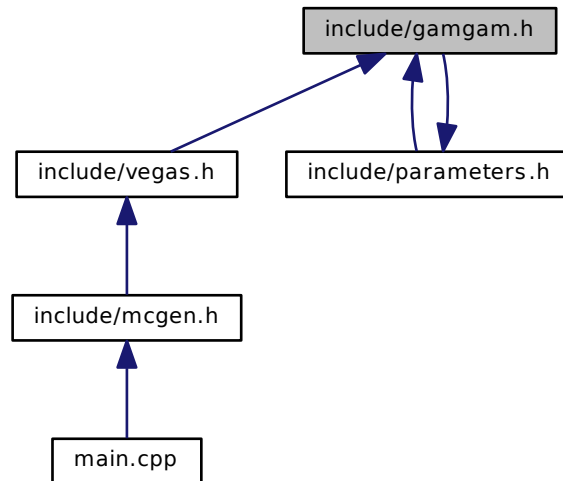 include/gamgam.h
include/vegas.h
include/parameters.h
include/mcgen.h
main.cpp